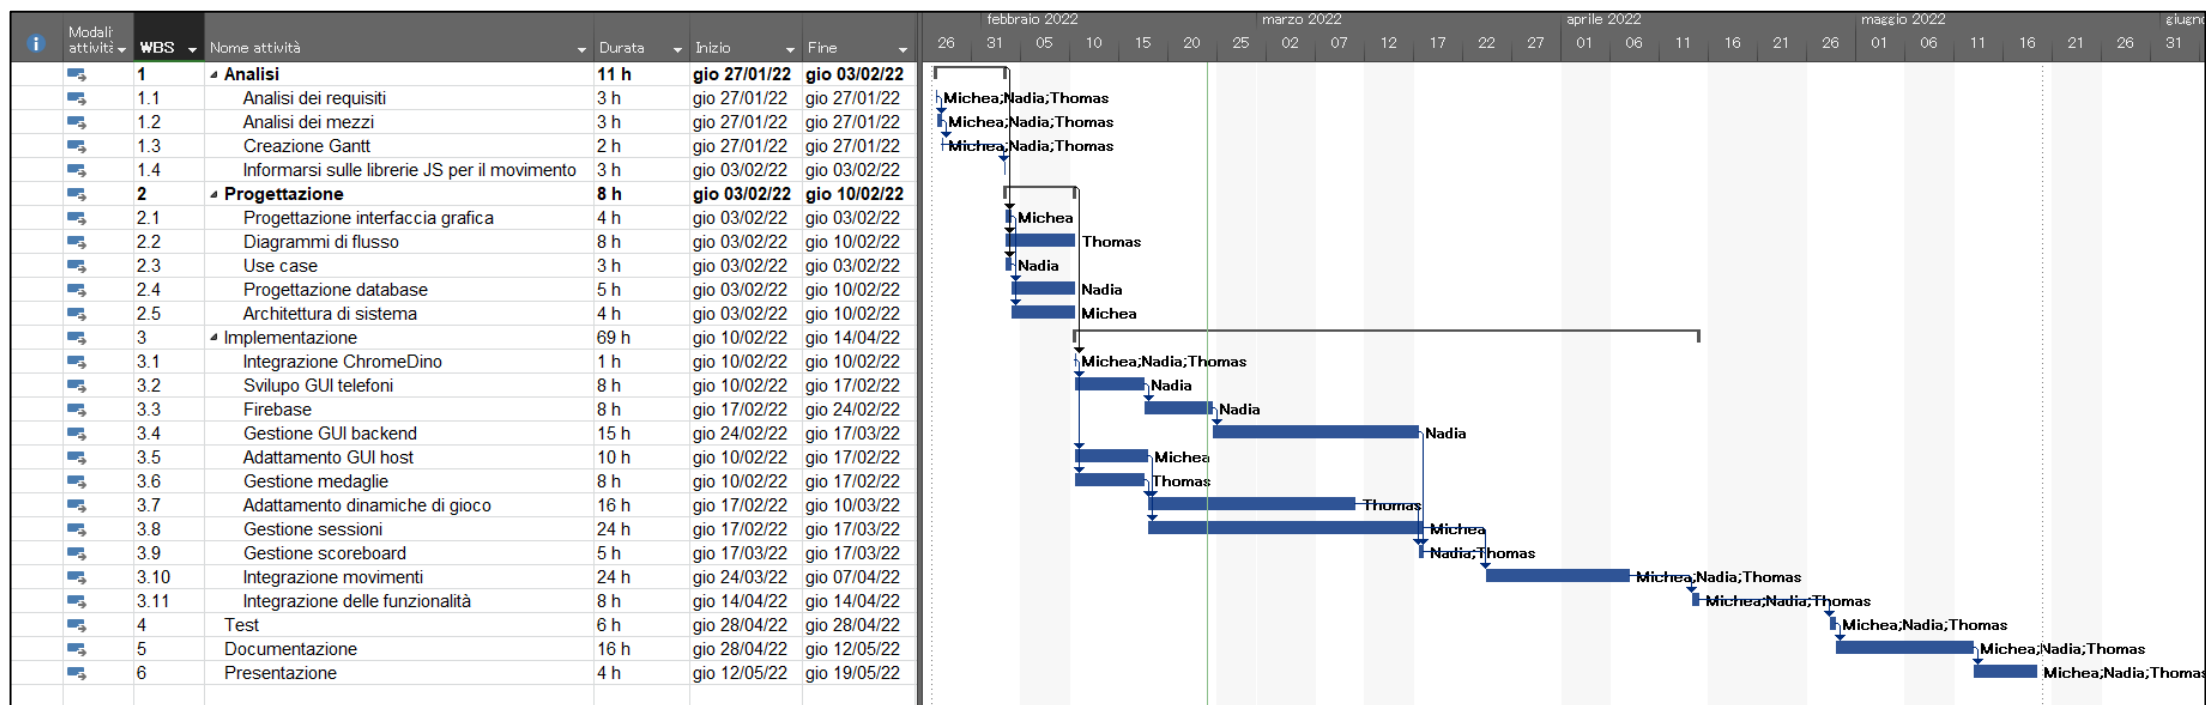 febbraio 2022 marzo 2022 aprile 2022 maggio 2022 giugno
Modali attività WBS Nome attività Durata Inizio Fine 26 31 05 10 15 20 25 02 07 12 17 22 27 01 06 11 16 21 26 01 06 11 16 21 26 31
1 Analisi 11 h gio 27/01/22 gio 03/02/22
1.1 Analisi dei requisiti 3 h gio 27/01/22 gio 27/01/22 Michea;Nadia;Thomas
1.2 Analisi dei mezzi 3 h gio 27/01/22 gio 27/01/22 Michea;Nadia;Thomas
1.3 Creazione Gantt 2 h gio 27/01/22 gio 27/01/22 Michea;Nadia;Thomas
1.4 Informarsi sulle librerie JS per il movimento 3 h gio 03/02/22 gio 03/02/22
2 Progettazione 8 h gio 03/02/22 gio 10/02/22
2.1 Progettazione interfaccia grafica 4 h gio 03/02/22 gio 03/02/22 Michea
2.2 Diagrammi di flusso 8 h gio 03/02/22 gio 10/02/22 Thomas
2.3 Use case 3 h gio 03/02/22 gio 03/02/22 Nadia
2.4 Progettazione database 5 h gio 03/02/22 gio 10/02/22 Nadia
2.5 Architettura di sistema 4 h gio 03/02/22 gio 10/02/22 Michea
3 Implementazione 69 h gio 10/02/22 gio 14/04/22
3.1 Integrazione ChromeDino 1 h gio 10/02/22 gio 10/02/22 Michea;Nadia;Thomas
3.2 Svilupo GUI telefoni 8 h gio 10/02/22 gio 17/02/22 Nadia
3.3 Firebase 8 h gio 17/02/22 gio 24/02/22 Nadia
3.4 Gestione GUI backend 15 h gio 24/02/22 gio 17/03/22 Nadia
3.5 Adattamento GUI host 10 h gio 10/02/22 gio 17/02/22 Michea
3.6 Gestione medaglie 8 h gio 10/02/22 gio 17/02/22 Thomas
3.7 Adattamento dinamiche di gioco 16 h gio 17/02/22 gio 10/03/22 Thomas
3.8 Gestione sessioni 24 h gio 17/02/22 gio 17/03/22 Michea
3.9 Gestione scoreboard 5 h gio 17/03/22 gio 17/03/22 Nadia;Thomas
3.10 Integrazione movimenti 24 h gio 24/03/22 gio 07/04/22 Michea;Nadia;Thomas
3.11 Integrazione delle funzionalità 8 h gio 14/04/22 gio 14/04/22 Michea;Nadia;Thomas
4 Test 6 h gio 28/04/22 gio 28/04/22 Michea;Nadia;Thomas
5 Documentazione 16 h gio 28/04/22 gio 12/05/22 Michea;Nadia;Thomas
6 Presentazione 4 h gio 12/05/22 gio 19/05/22 Michea;Nadia;Thomas